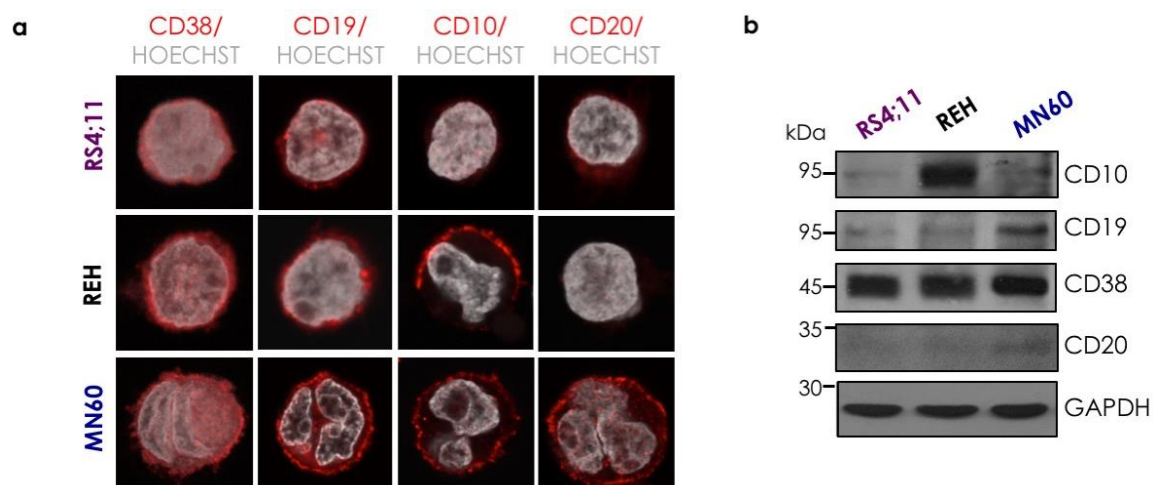 a
CD38/ CD19/ CD10/ CD20/
HOECHST HOECHST HOECHST HOECHST
RS4;11
REH
MN60
b
kDa RS4;11 REH MN60
95 CD10
95 CD19
45 CD38
35
CD20
30
GAPDH